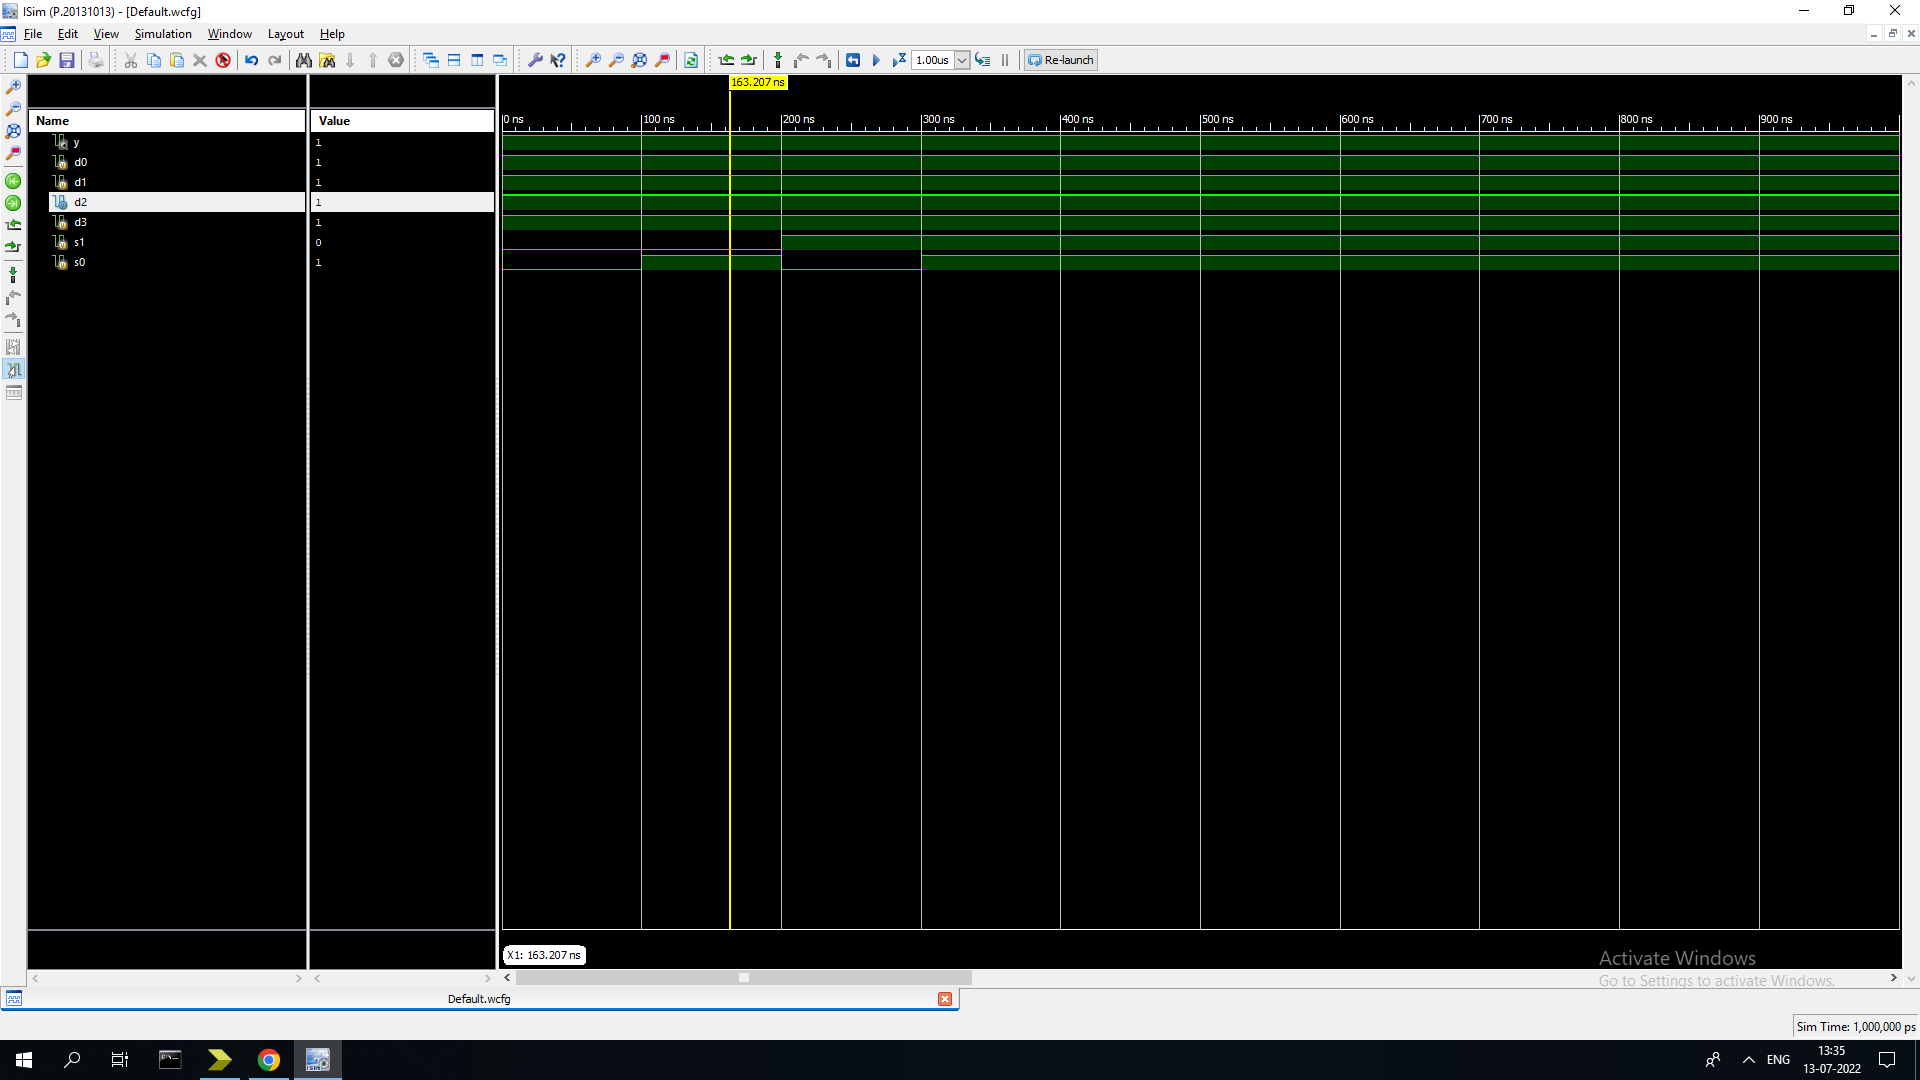 ISim (P.20131013) - [Default.wcfg]
File Edit View Simulation Window Layout Help
1.00us Re-launch
163.207 ns
Name Value
0 ns 100 ns 200 ns 300 ns 400 ns 500 ns 600 ns 700 ns 800 ns 900 ns
y 1
d0 1
d1 1
d2 1
d3 1
s1 0
s0 1
X1: 163.207 ns
Activate Windows
Go to Settings to activate Windows.
Default.wcfg
Sim Time: 1,000,000 ps
ENG
13:35
13-07-2022